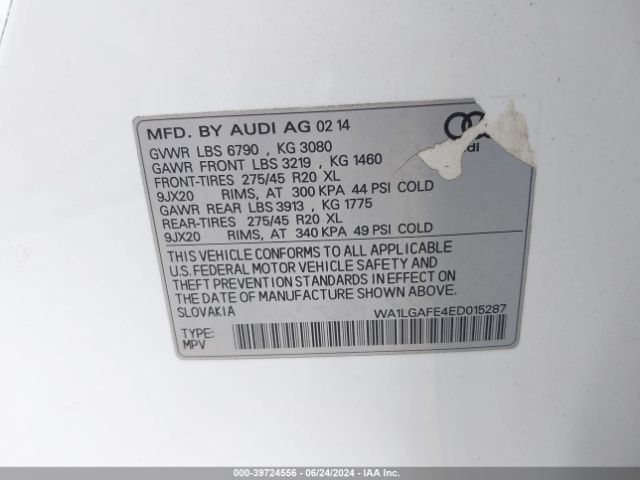 MFD. BY AUDI AG 02 14
GVWR LBS 6790 , KG 3080
GAWR FRONT LBS 3219 , KG 1460
FRONT-TIRES 275/45 R20 XL
9JX20 RIMS, AT 300 KPA 44 PSI COLD
GAWR REAR LBS 3913 , KG 1775
REAR-TIRES 275/45 R20 XL
9JX20 RIMS, AT 340 KPA 49 PSI COLD
THIS VEHICLE CONFORMS TO ALL APPLICABLE
U.S. FEDERAL MOTOR VEHICLE SAFETY AND
THEFT PREVENTION STANDARDS IN EFFECT ON
THE DATE OF MANUFACTURE SHOWN ABOVE.
SLOVAKIA WA1LGAFE4ED015287
TYPE:
MPV
000-39724556 - 06/24/2024 - IAA Inc.